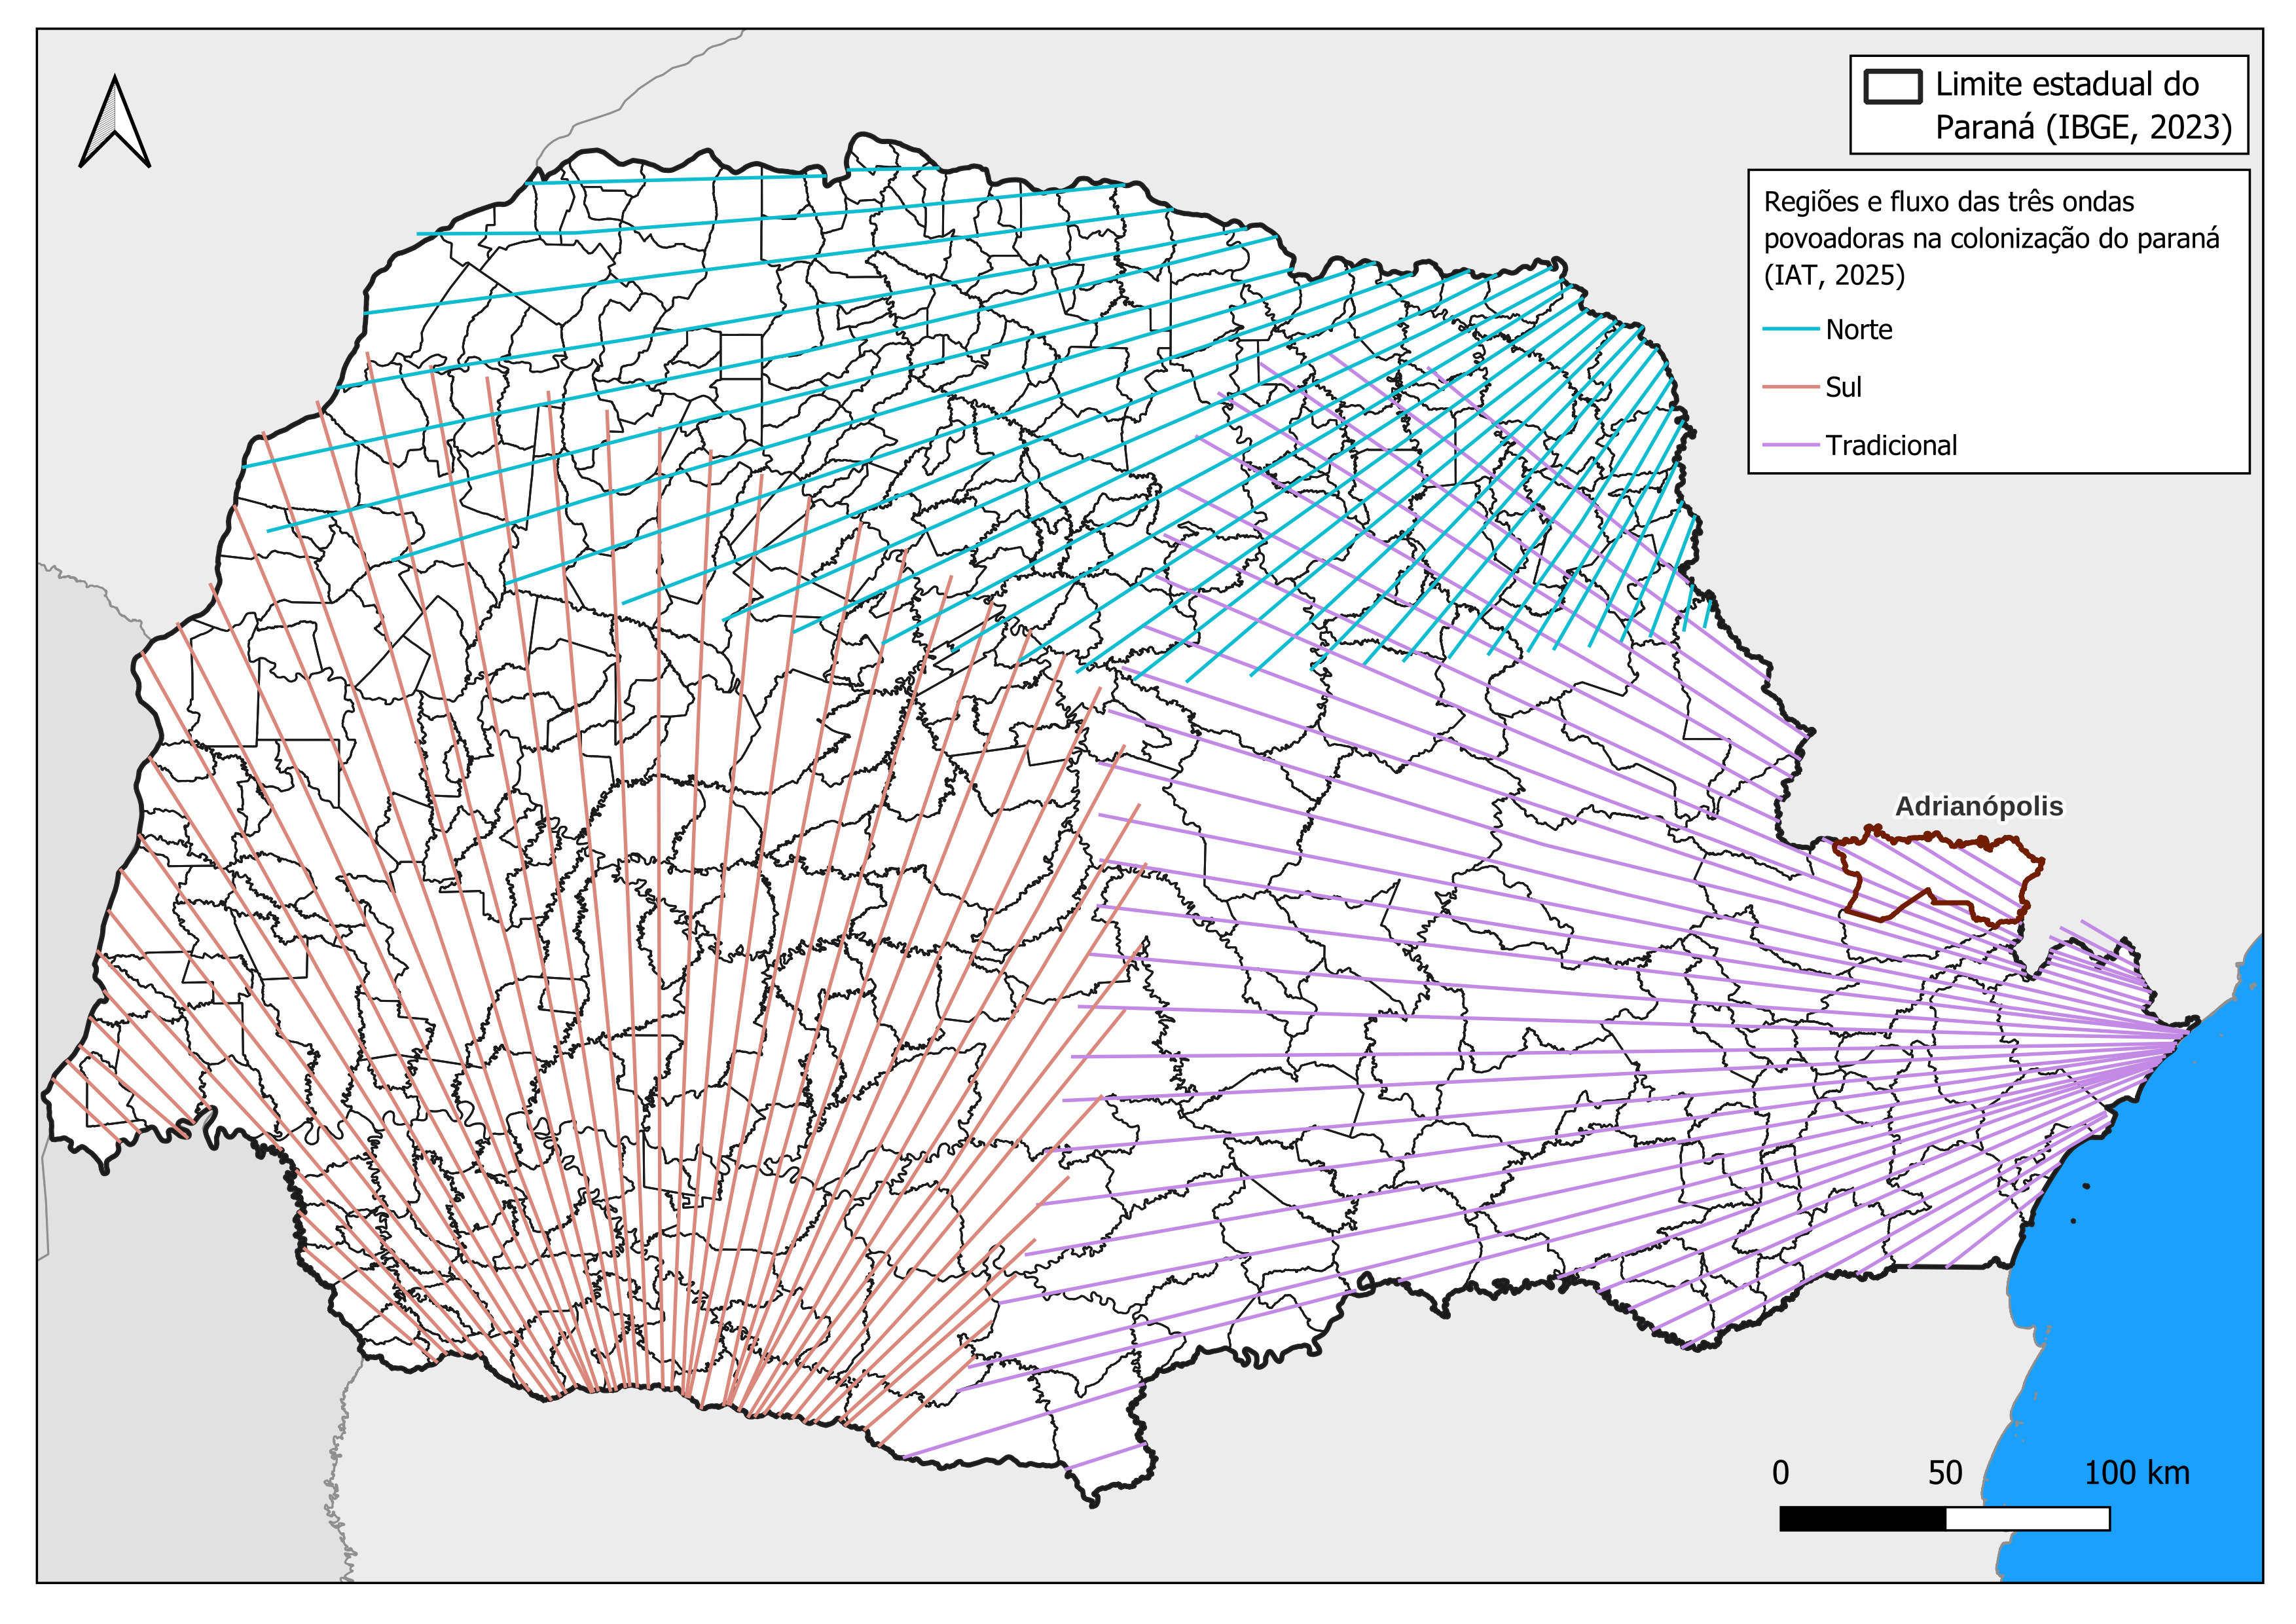 Limite estadual do
Paraná (IBGE, 2023)
Regiões e fluxo das três ondas
povoadoras na colonização do paraná
(IAT, 2025)
Norte
Sul
Tradicional
Adrianópolis
0 50 100 km